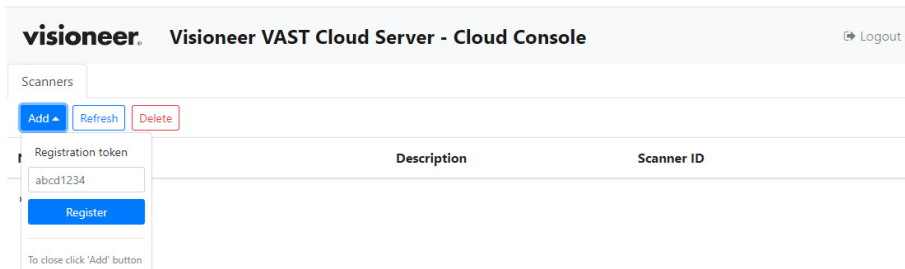 visioneer® Visioneer VAST Cloud Server - Cloud Console Logout
Scanners
Add Refresh Delete
Description Scanner ID
Registration token
abcd1234
Register
To close click 'Add' button